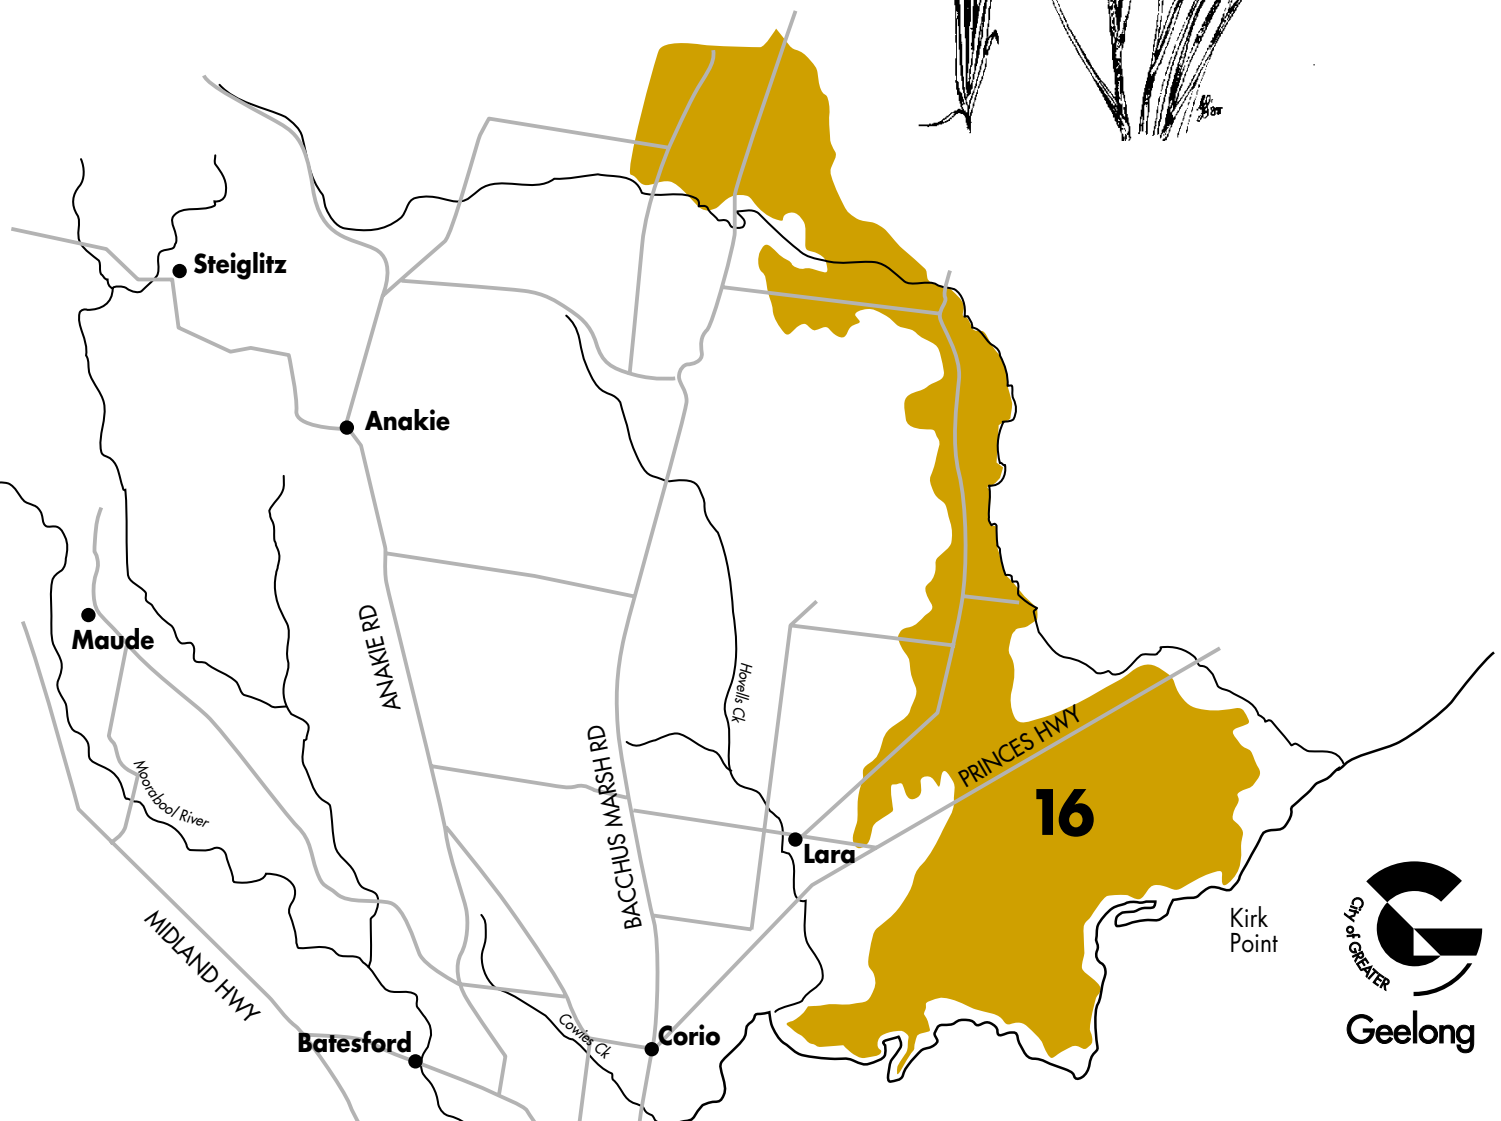 Steiglitz
Anakie
Maude
ANAKIE RD
Hovells Ck
BACCHUS MARSH RD
PRINCES HWY
Moorabool River
16
Lara
MIDLAND HWY
Kirk
Point
City of GREATER
Geelong
Cowies Ck
Batesford
Corio